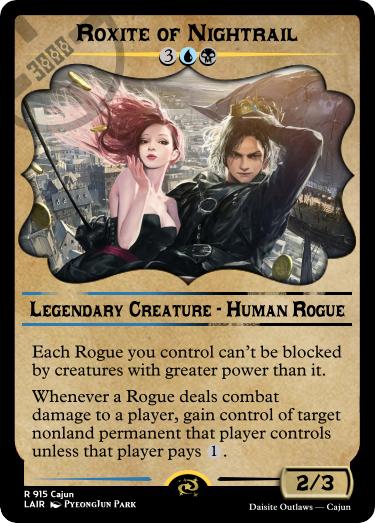 Roxite of Nightrail
3
Legendary Creature - Human Rogue
Each Rogue you control can't be blocked
by creatures with greater power than it.
Whenever a Rogue deals combat
damage to a player, gain control of target
nonland permanent that player controls
unless that player pays 1 .
2/3
R 915 Cajun
LAIR PyeongJun Park
Daisite Outlaws — Cajun